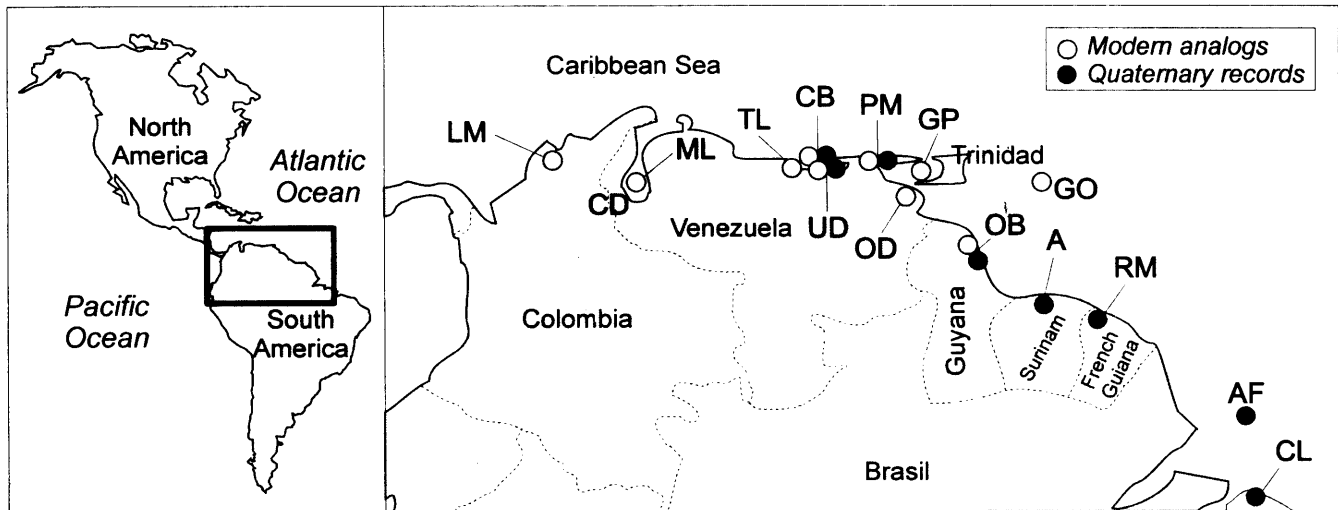 North
America
Atlantic
Ocean
Pacific
Ocean
South
America
Modern analogs
Quaternary records
Caribbean Sea
CB
PM
LM
TL
GP
ML
Trinidad
GO
CD
Venezuela
UD
OD
OB
A
RM
Colombia
Guyana
Surinam
French
Guiana
AF
Brasil
CL